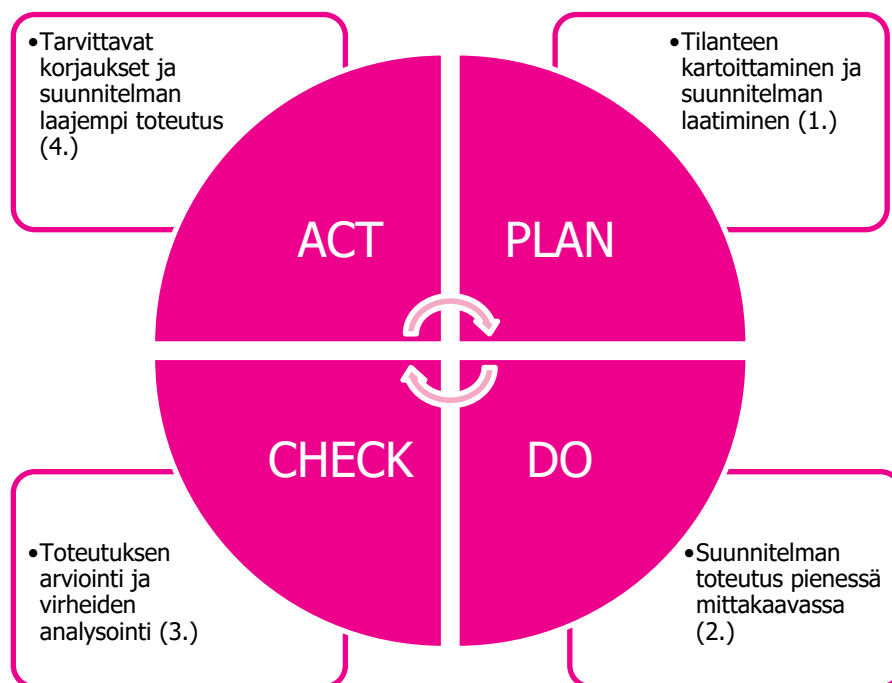 •Tarvittavat
korjaukset ja
suunnitelman
laajempi toteutus
(4.)
•Tilanteen
kartoittaminen ja
suunnitelman
laatiminen (1.)
ACT
PLAN
CHECK
DO
•Toteutuksen
arviointi ja
virheiden
analysointi (3.)
•Suunnitelman
toteutus pienessä
mittakaavassa
(2.)